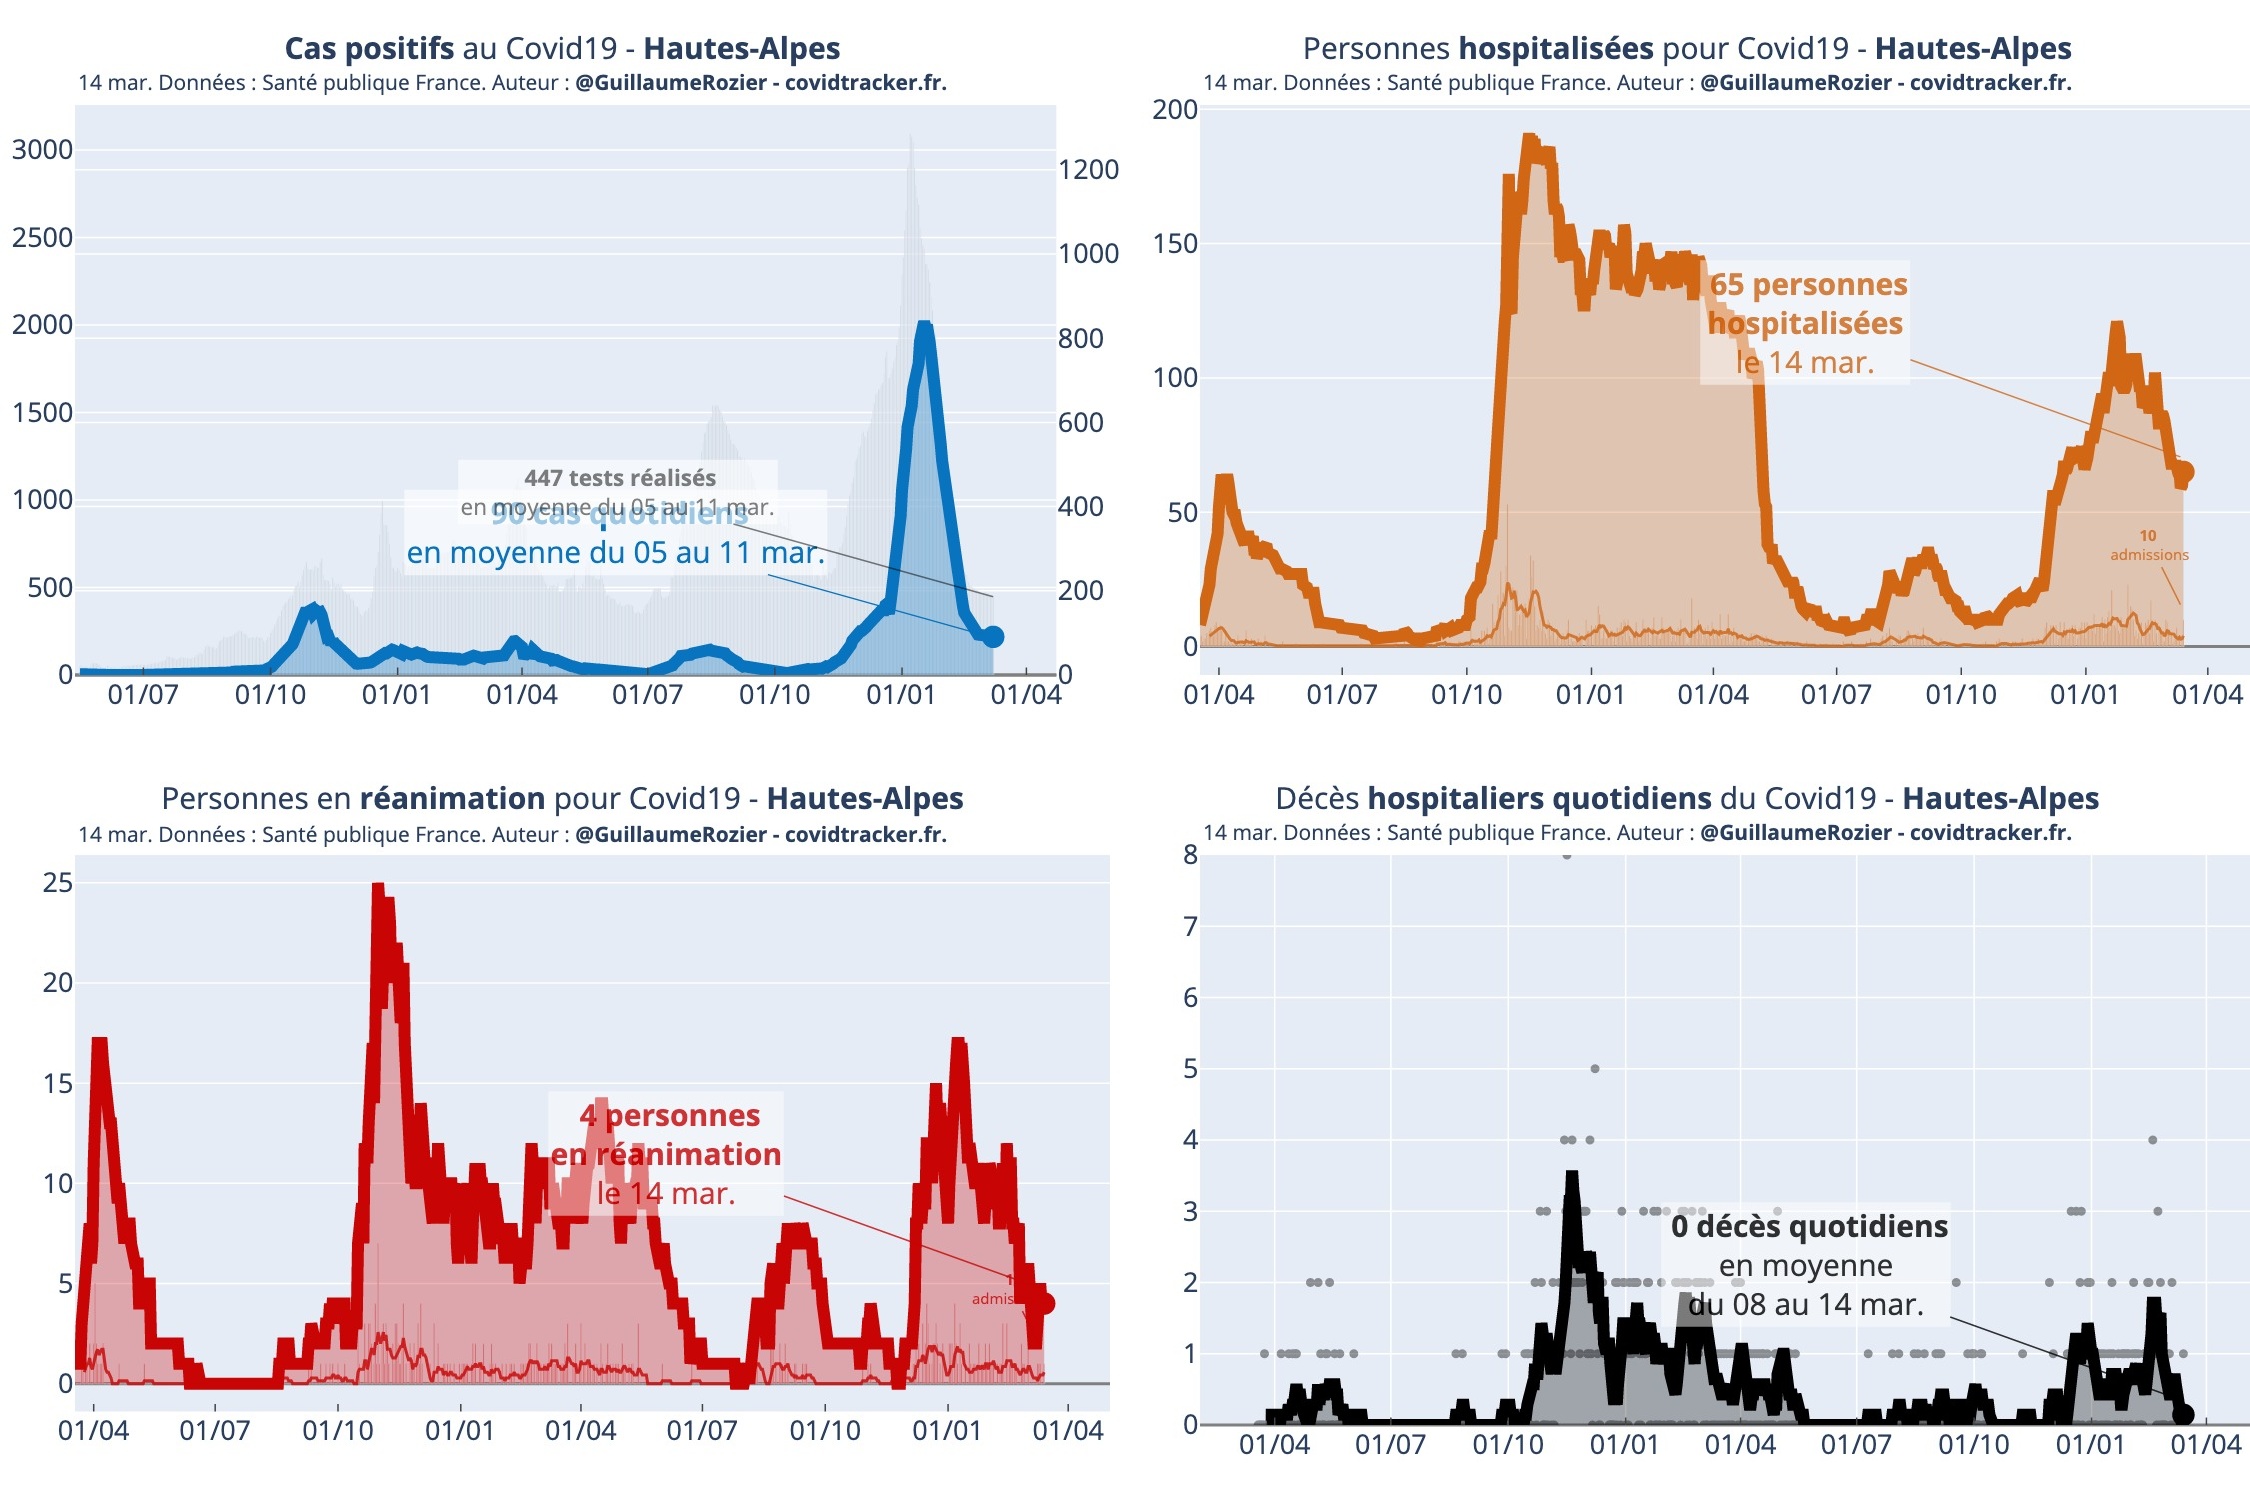 Cas positifs au Covid19 - Hautes-Alpes
14 mar. Données : Santé publique France. Auteur : @GuillaumeRozier - covidtracker.fr.
3000
2500
2000
1500
1000
500
0
1200
1000
800
600
400
200
0
447 tests réalisés
en moyenne du 05 au 11 mar.
90 cas quotidiens
en moyenne du 05 au 11 mar.
01/07 01/10 01/01 01/04 01/07 01/10 01/01 01/04
Personnes hospitalisées pour Covid19 - Hautes-Alpes
14 mar. Données : Santé publique France. Auteur : @GuillaumeRozier - covidtracker.fr.
200
150
100
50
0
65 personnes
hospitalisées
le 14 mar.
10
admissions
01/04 01/07 01/10 01/01 01/04 01/07 01/10 01/01 01/04
Personnes en réanimation pour Covid19 - Hautes-Alpes
14 mar. Données : Santé publique France. Auteur : @GuillaumeRozier - covidtracker.fr.
25
20
15
10
5
0
4 personnes
en réanimation
le 14 mar.
01/04 01/07 01/10 01/01 01/04 01/07 01/10 01/01 01/04
Décès hospitaliers quotidiens du Covid19 - Hautes-Alpes
14 mar. Données : Santé publique France. Auteur : @GuillaumeRozier - covidtracker.fr.
8
7
6
5
4
3
2
1
0
0 décès quotidiens
en moyenne
du 08 au 14 mar.
01/04 01/07 01/10 01/01 01/04 01/07 01/10 01/01 01/04